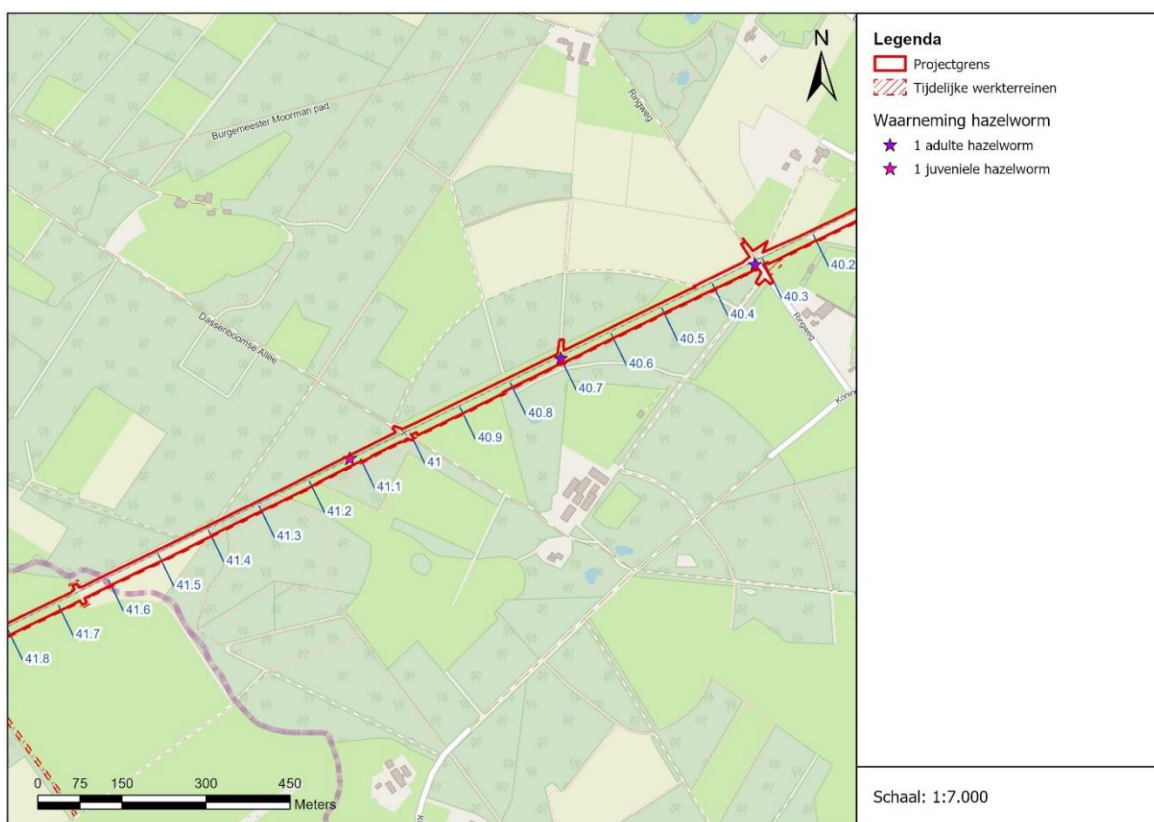 N
Ringweg
Burgemeester Moorman pad
40.2
40.3
40.4
Ringweg
40.5
40.6
Dassenboomse Allee
40.7
Konin
40.8
40.9
41
41.1
41.2
41.3
41.4
41.5
41.6
41.7
41.8
0 75 150 300 450
Meters
Legenda
Projectgrens
Tijdelijke werkterreinen
Waarneming hazelworm
1 adulte hazelworm
1 juveniele hazelworm
Schaal: 1:7.000